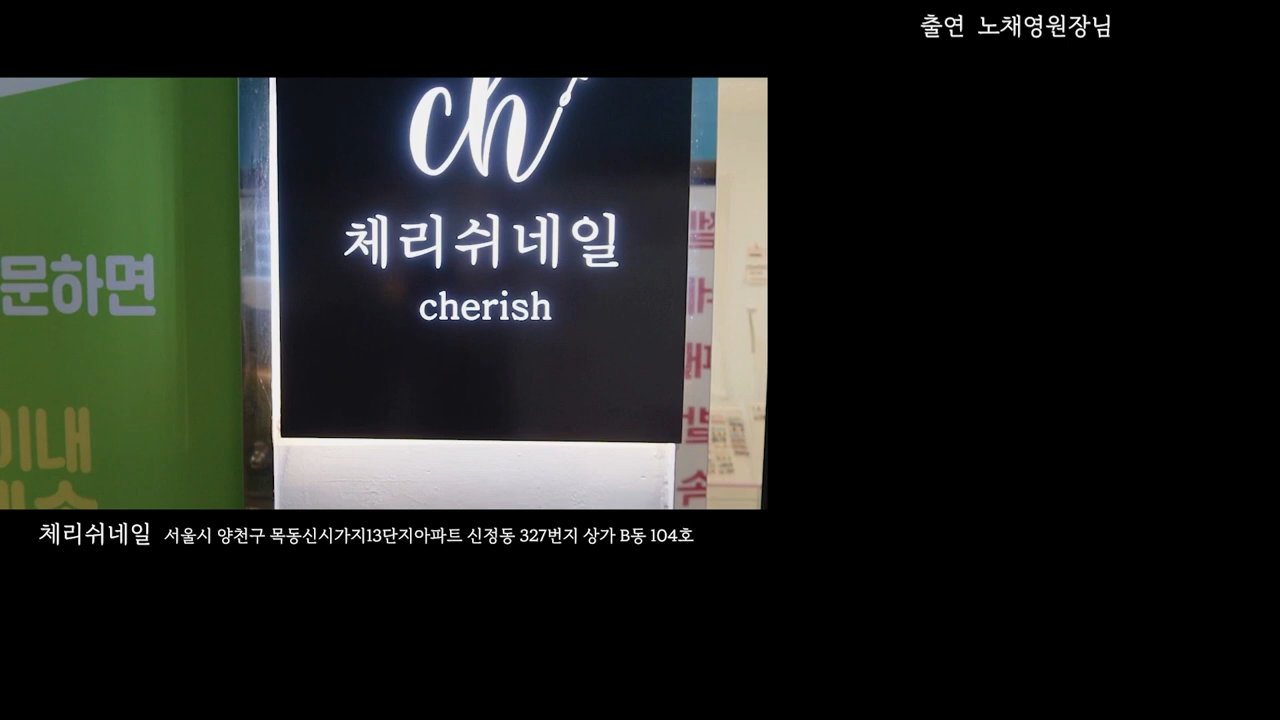 출연 노채영원장님
ch
체리쉬네일
cherish
문하면
이내
체리쉬네일 서울시 양천구 목동신시가지13단지아파트 신정동 327번지 상가 B동 104호